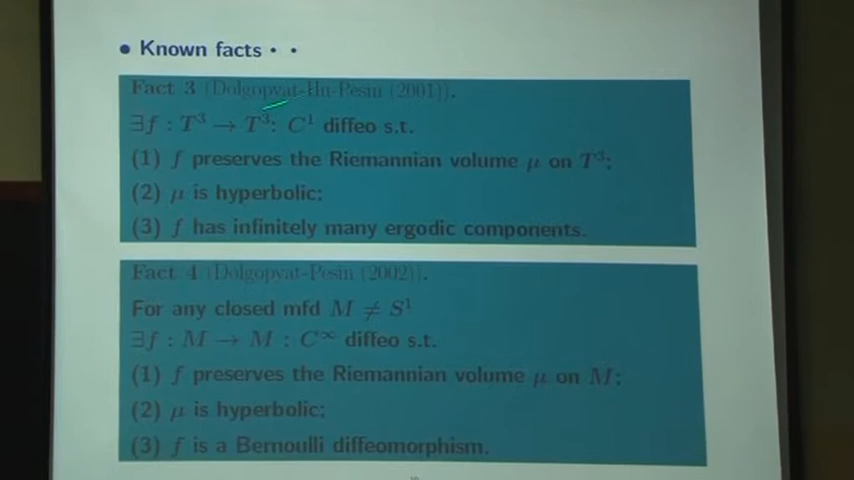 • Known facts • •
Fact 3 (Dolgopyat-Hu-Pesin (2001)).
∃f : T³ → T³: C¹ diffeo s.t.
(1) f preserves the Riemannian volume μ on T³;
(2) μ is hyperbolic;
(3) f has infinitely many ergodic components.
Fact 4 (Dolgopyat-Pesin (2002)).
For any closed mfd M ≠ S¹
∃f : M → M : C∞ diffeo s.t.
(1) f preserves the Riemannian volume μ on M;
(2) μ is hyperbolic;
(3) f is a Bernoulli diffeomorphism.